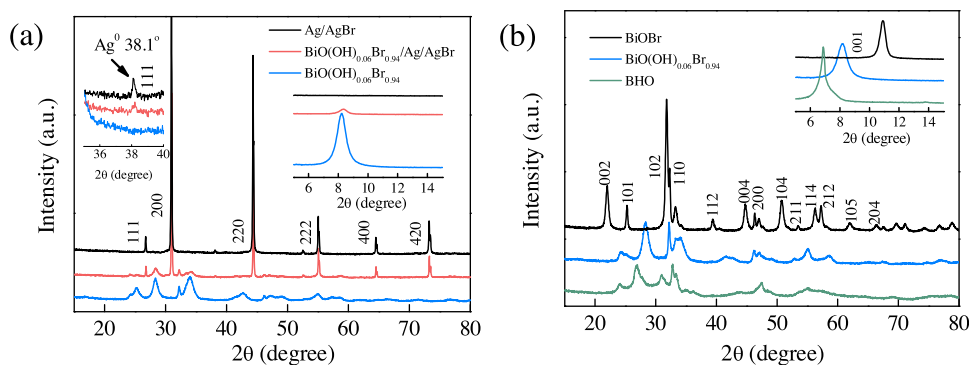 (a)
Intensity (a.u.)
Ag⁰ 38.1°
111
35 40
2θ (degree)
Ag/AgBr
BiO(OH)₀.₀₆Br₀.₉₄/Ag/AgBr
BiO(OH)₀.₀₆Br₀.₉₄
6 8 10 12 14
2θ (degree)
111
200
220
222
400
420
20 30 40 50 60 70 80
2θ (degree)
(b)
Intensity (a.u.)
BiOBr
BiO(OH)₀.₀₆Br₀.₉₄
BHO
001
6 8 10 12 14
2θ (degree)
002
101
102
110
112
004
200
104
211
114
212
105
204
20 30 40 50 60 70 80
2θ (degree)